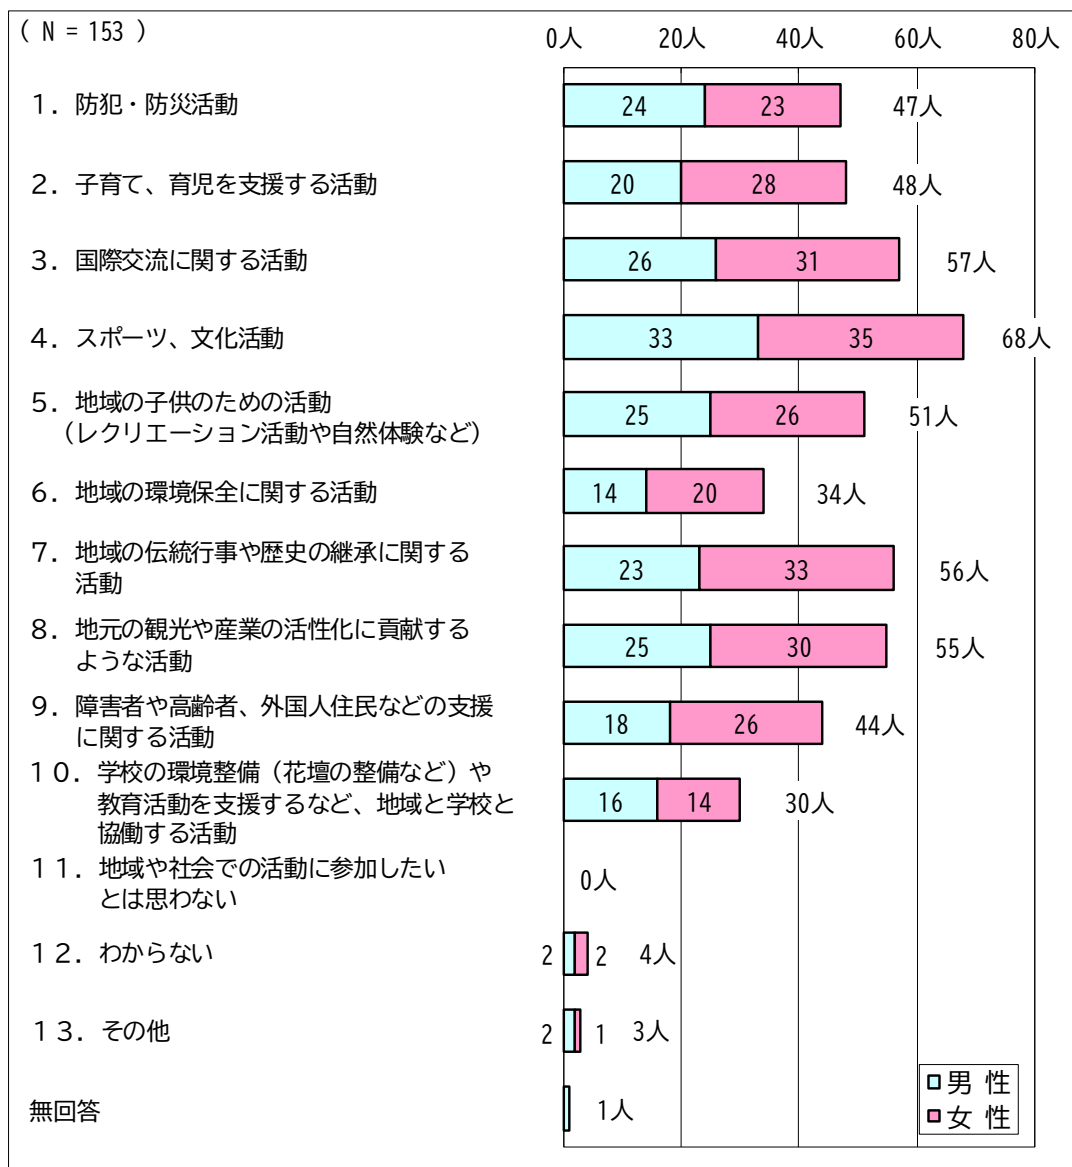 ( N = 153 )
0人 20人 40人 60人 80人
1．防犯・防災活動 24 23 47人
2．子育て、育児を支援する活動 20 28 48人
3．国際交流に関する活動 26 31 57人
4．スポーツ、文化活動 33 35 68人
5．地域の子供のための活動
（レクリエーション活動や自然体験など） 25 26 51人
6．地域の環境保全に関する活動 14 20 34人
7．地域の伝統行事や歴史の継承に関する
活動 23 33 56人
8．地元の観光や産業の活性化に貢献する
ような活動 25 30 55人
9．障害者や高齢者、外国人住民などの支援
に関する活動 18 26 44人
10．学校の環境整備（花壇の整備など）や
教育活動を支援するなど、地域と学校と 16 14 30人
協働する活動
11．地域や社会での活動に参加したい
とは思わない 0人
12．わからない 2 2 4人
13．その他 2 1 3人
無回答 1人
男 性
女 性